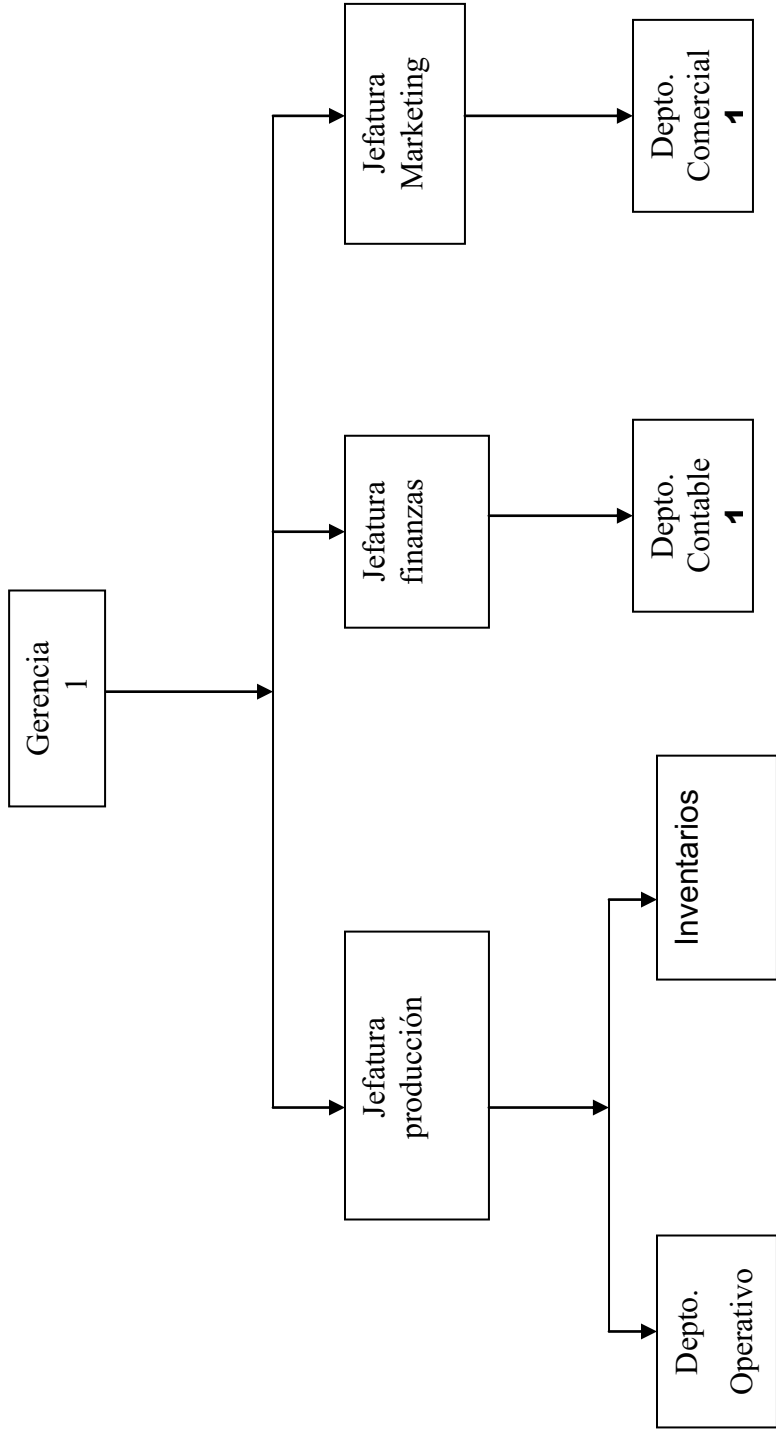 Gerencia
1
Jefatura
producción
Jefatura
finanzas
Jefatura
Marketing
Depto.
Operativo
Inventarios
Depto.
Contable
1
Depto.
Comercial
1